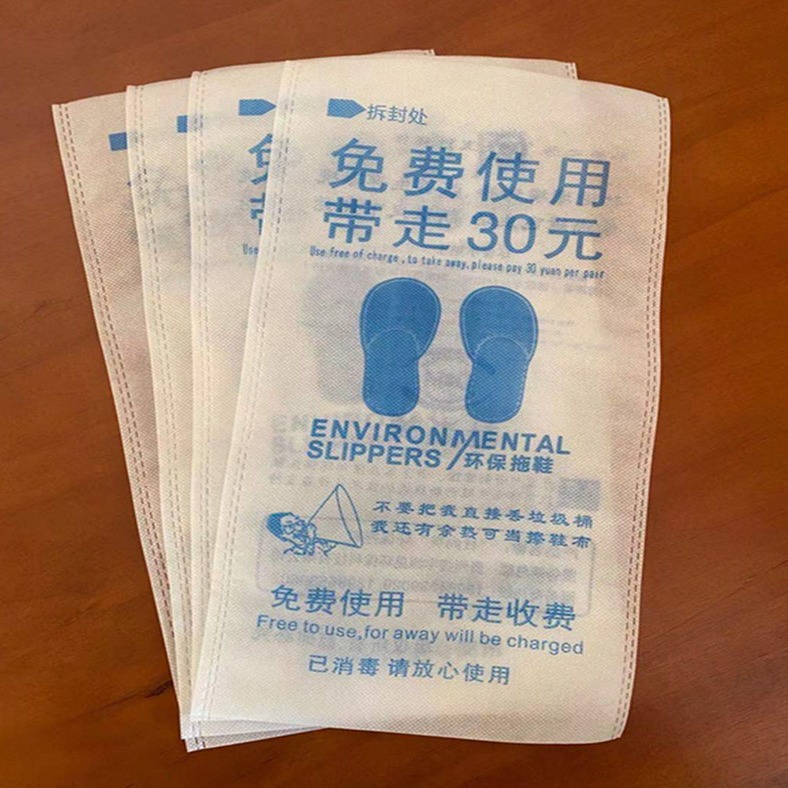 拆封处
免费使用
带走30元
Use free of charge , to take away, please pay 30 yuan per pair
ENVIRONMENTAL
SLIPPERS/环保拖鞋
不要把我直接丢垃圾桶
我还有余热可当擦鞋布
免费使用 带走收费
Free to use,for away will be charged
已消毒 请放心使用
免
带
Use